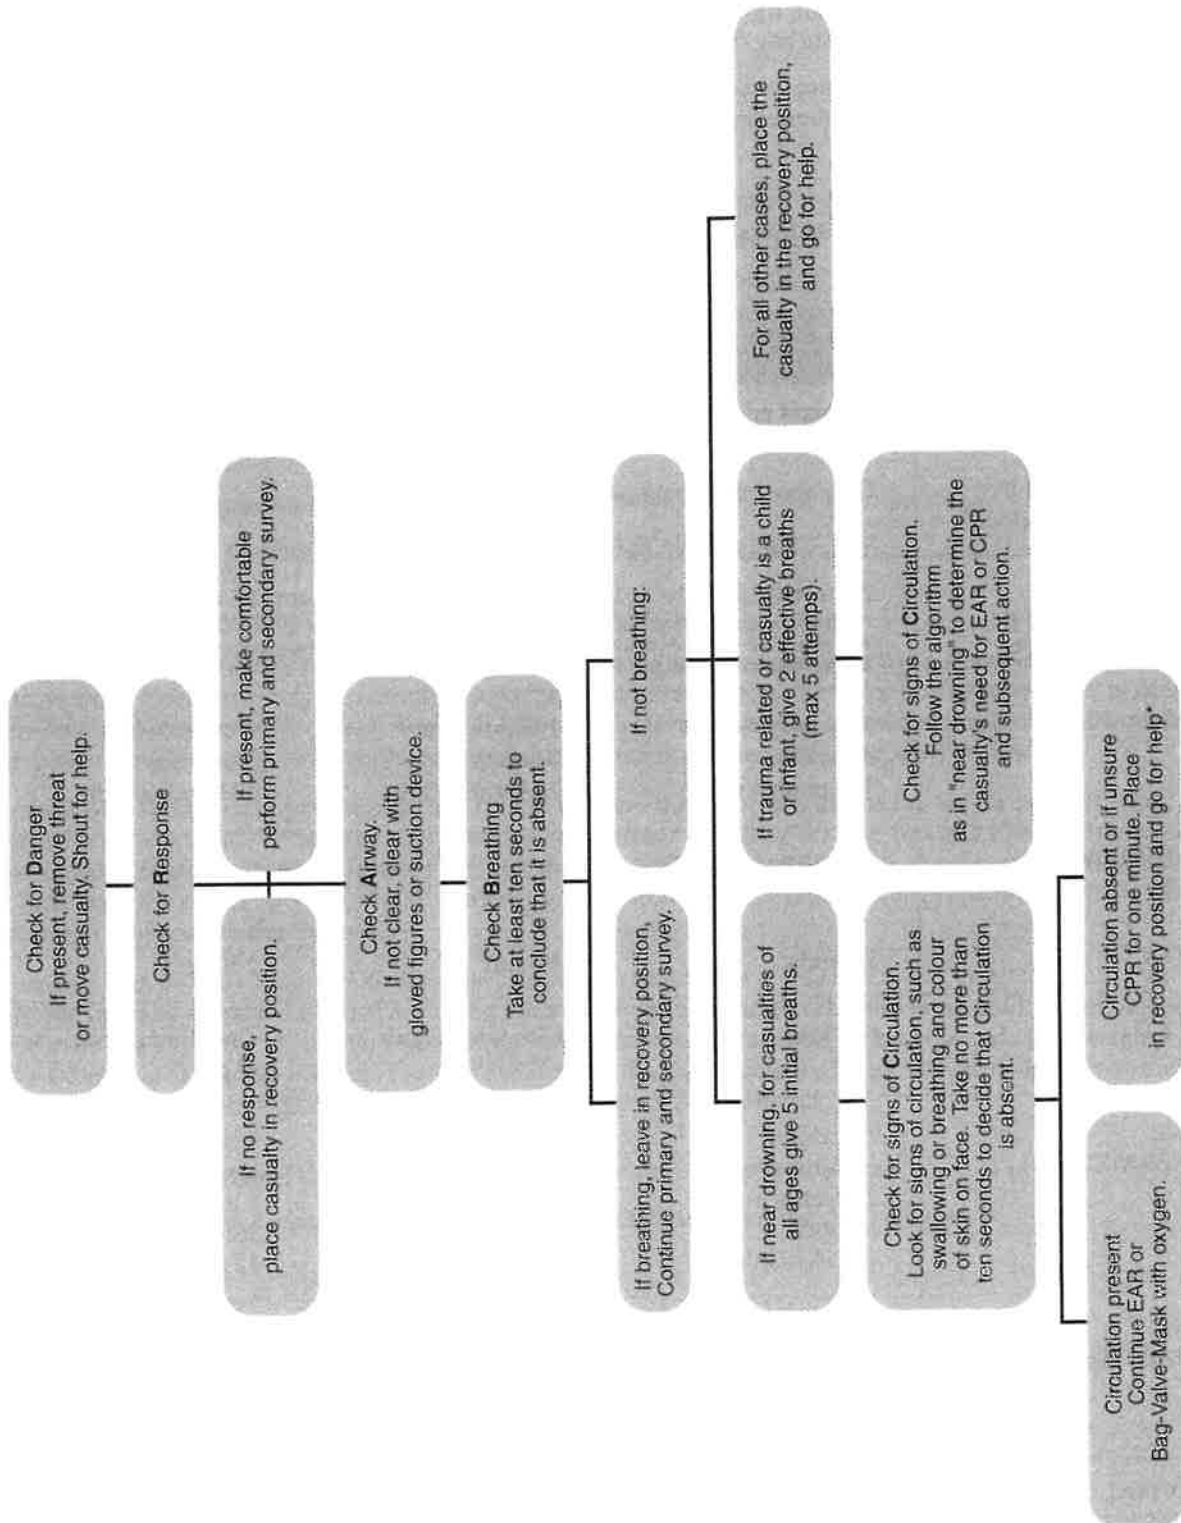 Check for Danger
If present, remove threat
or move casualty. Shout for help.
Check for Response
If no response,
place casualty in recovery position.
If present, make comfortable
perform primary and secondary survey.
Check Airway.
If not clear, clear with
gloved figures or suction device.
Check Breathing
Take at least ten seconds to
conclude that it is absent.
If breathing, leave in recovery position,
Continue primary and secondary survey.
If not breathing:
If near drowning, for casualties of
all ages give 5 initial breaths.
If trauma related or casualty is a child
or infant, give 2 effective breaths
(max 5 attemps).
For all other cases, place the
casualty in the recovery position,
and go for help.
Check for signs of Circulation.
Look for signs of circulation, such as
swallowing or breathing and colour
of skin on face. Take no more than
ten seconds to decide that Circulation
is absent.
Check for signs of Circulation.
Follow the algorithm
as in "near drowning" to determine the
casualty's need for EAR or CPR
and subsequent action.
Circulation present
Continue EAR or
Bag-Valve-Mask with oxygen.
Circulation absent or if unsure
CPR for one minute. Place
in recovery position and go for help*